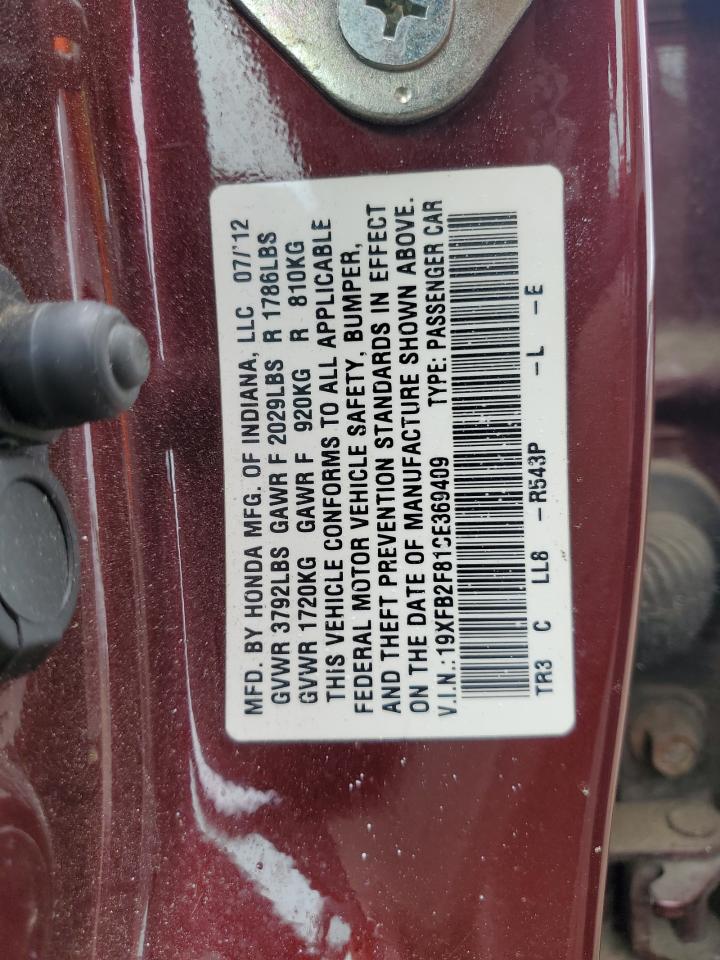 MFD. BY HONDA MFG. OF INDIANA, LLC 07/'12
GVWR 3792LBS GAWR F 2029LBS R 1786LBS
GVWR 1720KG GAWR F 920KG R 810KG
THIS VEHICLE CONFORMS TO ALL APPLICABLE
FEDERAL MOTOR VEHICLE SAFETY, BUMPER,
AND THEFT PREVENTION STANDARDS IN EFFECT
ON THE DATE OF MANUFACTURE SHOWN ABOVE.
V.I.N.: TYPE: PASSENGER CAR
TR3 C LL8 -R543P -L -E